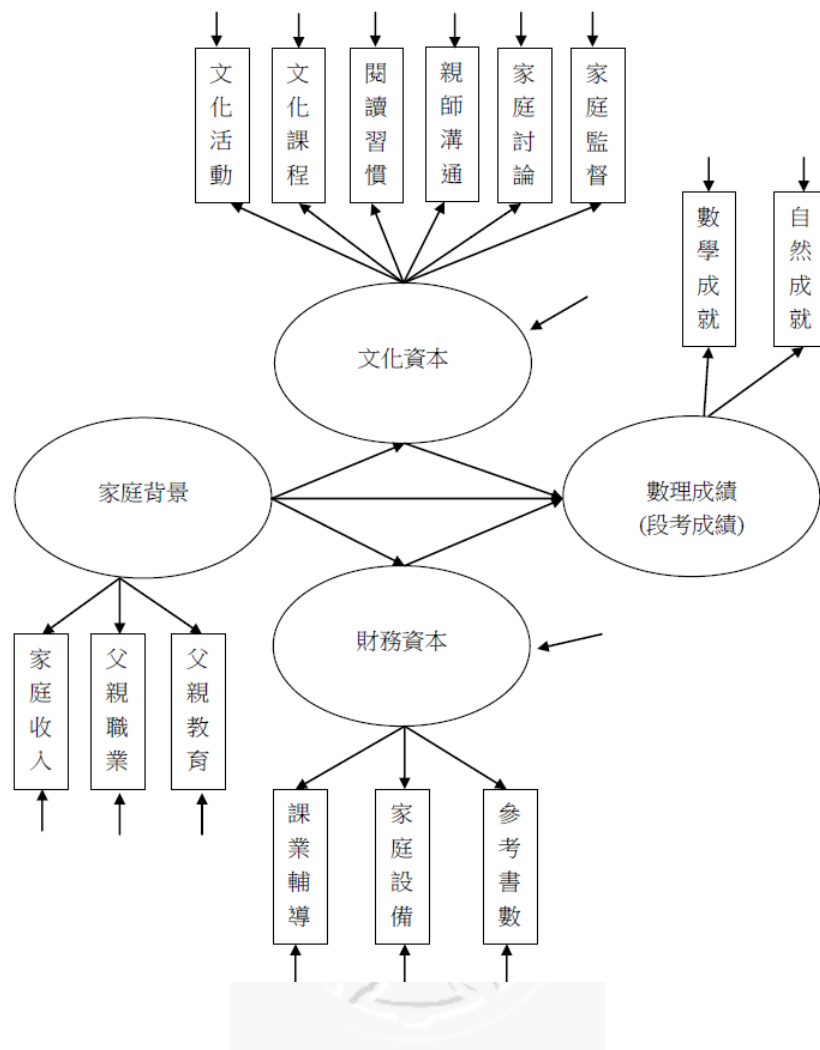 文化活動
文化課程
閱讀習慣
親師溝通
家庭討論
家庭監督
數學成就
自然成就
文化資本
家庭背景
數理成績
(段考成績)
財務資本
家庭收入
父親職業
父親教育
課業輔導
家庭設備
參考書數